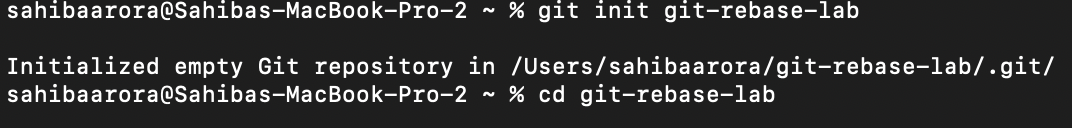 sahibaarora@Sahibas-MacBook-Pro-2 ~ % git init git-rebase-lab
Initialized empty Git repository in /Users/sahibaarora/git-rebase-lab/.git/
sahibaarora@Sahibas-MacBook-Pro-2 ~ % cd git-rebase-lab